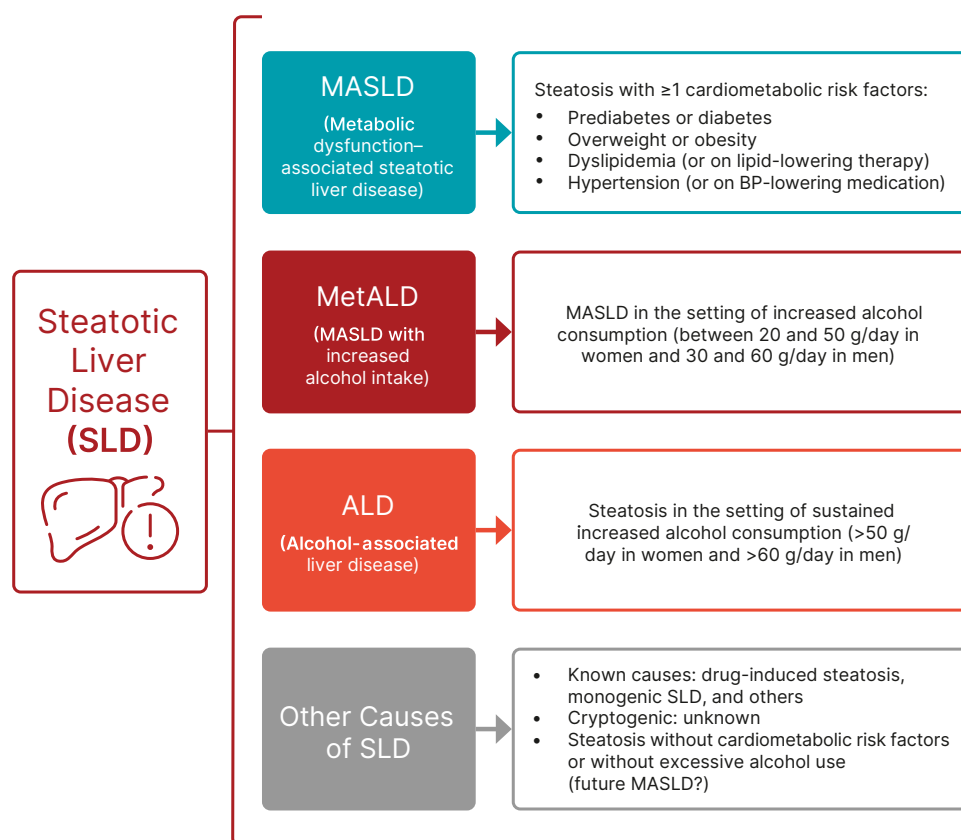 Steatotic
Liver
Disease
(SLD)
MASLD
(Metabolic
dysfunction–
associated steatotic
liver disease)
Steatosis with ≥1 cardiometabolic risk factors:
• Prediabetes or diabetes
• Overweight or obesity
• Dyslipidemia (or on lipid-lowering therapy)
• Hypertension (or on BP-lowering medication)
MetALD
(MASLD with
increased
alcohol intake)
MASLD in the setting of increased alcohol
consumption (between 20 and 50 g/day in
women and 30 and 60 g/day in men)
ALD
(Alcohol-associated
liver disease)
Steatosis in the setting of sustained
increased alcohol consumption (>50 g/
day in women and >60 g/day in men)
Other Causes
of SLD
• Known causes: drug-induced steatosis,
monogenic SLD, and others
• Cryptogenic: unknown
• Steatosis without cardiometabolic risk factors
or without excessive alcohol use
(future MASLD?)